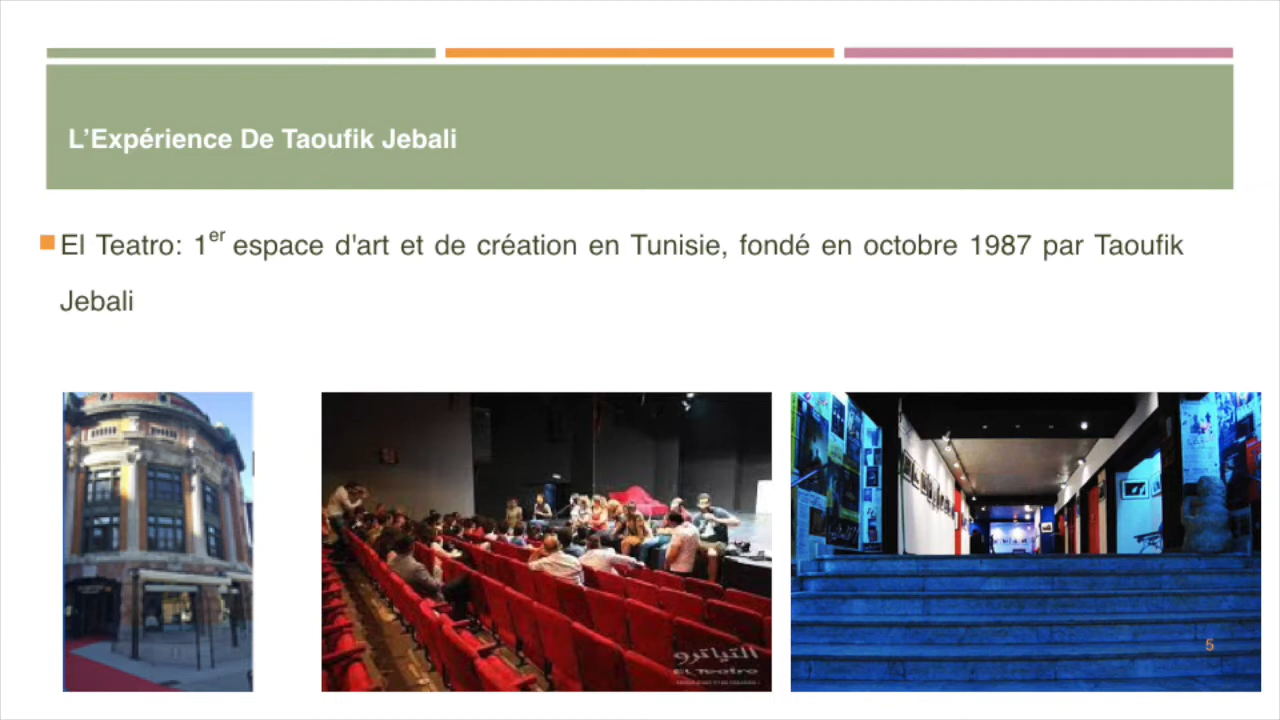 L’Expérience De Taoufik Jebali
El Teatro: 1er espace d'art et de création en Tunisie, fondé en octobre 1987 par Taoufik
Jebali
التياترو
El Teatro
5